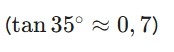 (tan 35° ≈ 0, 7)